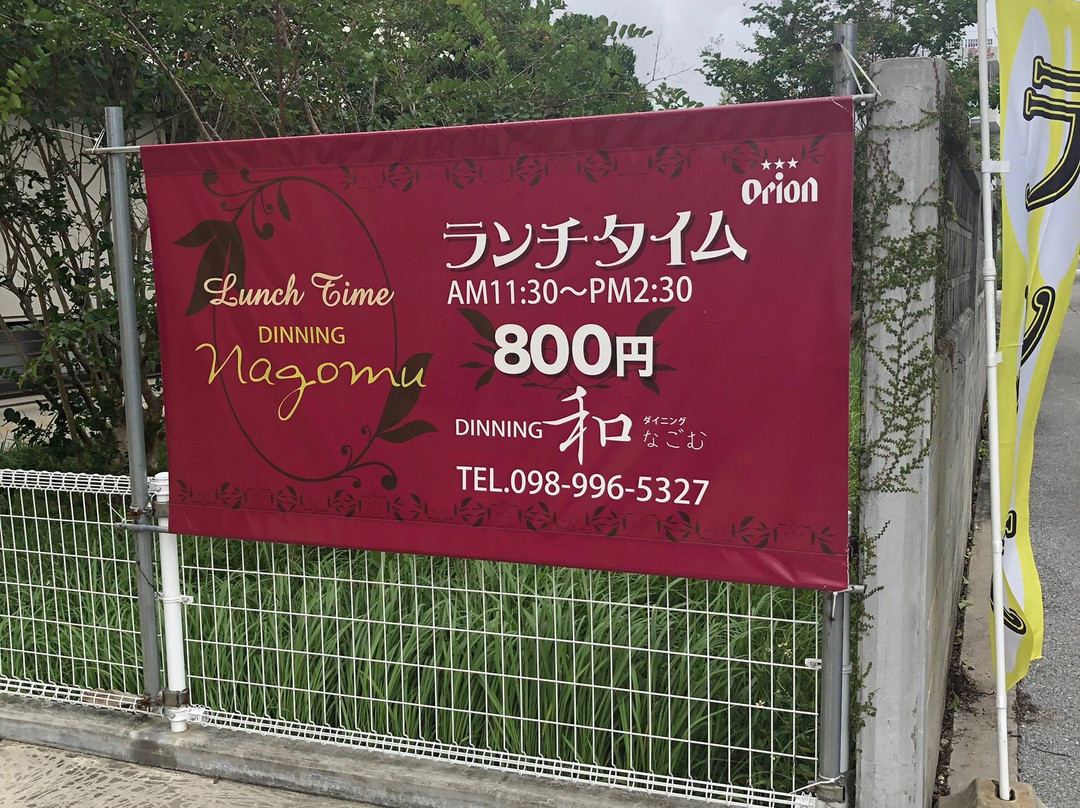 orion
Lunch Time
DINNING
Nagomu
ランチタイム
AM11:30〜PM2:30
800円
DINNING 和 ダイニング
なごむ
TEL.098-996-5327